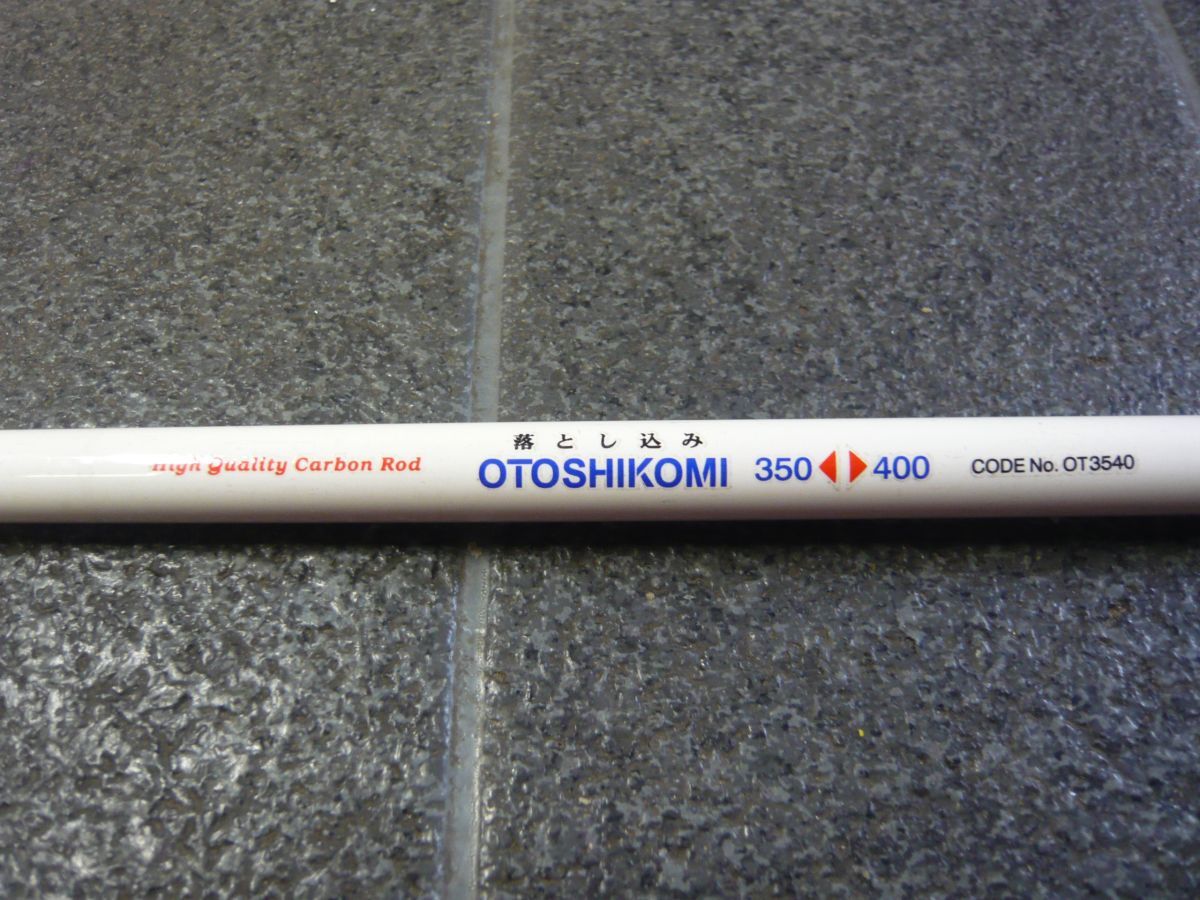 High Quality Carbon Rod
落とし込み
OTOSHIKOMI 350 ◀▶ 400 CODE No. OT3540